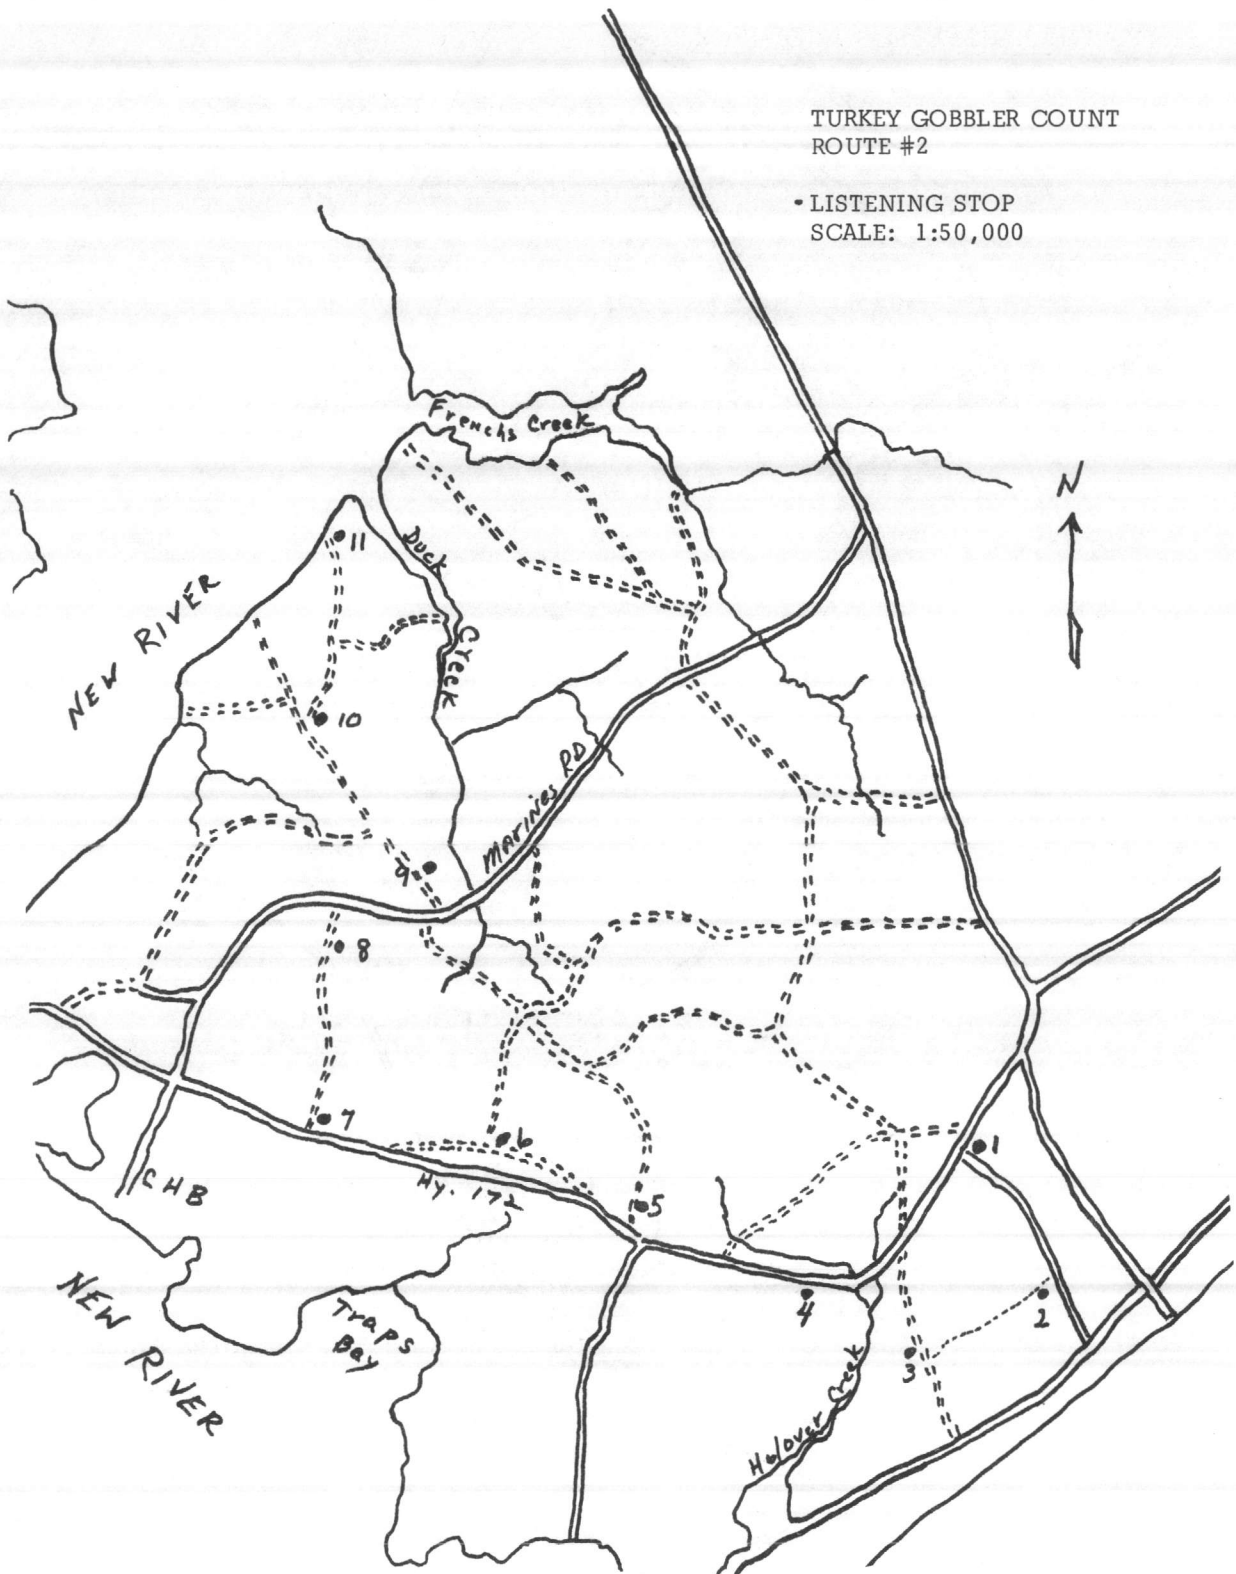 TURKEY GOBBLER COUNT
ROUTE #2
• LISTENING STOP
SCALE: 1:50,000
Frenchs Creek
N
11
Duck
Creek
NEW RIVER
10
MARINES RD
9
8
7
6
1
CHB
HY. 172
5
NEW RIVER
Traps
Bay
4
2
3
Holover Creek